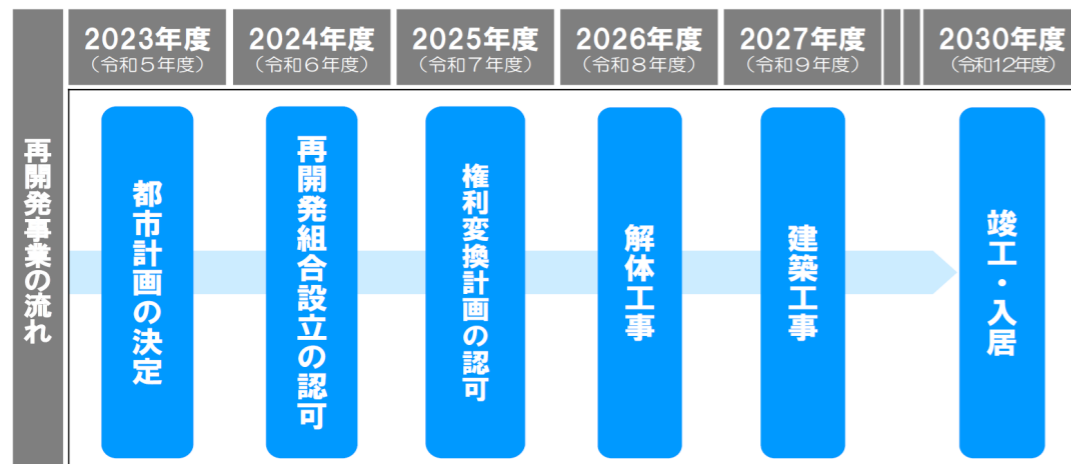 再開発事業の流れ
2023年度
（令和５年度）
2024年度
（令和６年度）
2025年度
（令和７年度）
2026年度
（令和８年度）
2027年度
（令和９年度）
2030年度
（令和12年度）
都市計画の決定
再開発組合設立の認可
権利変換計画の認可
解体工事
建築工事
竣工・入居